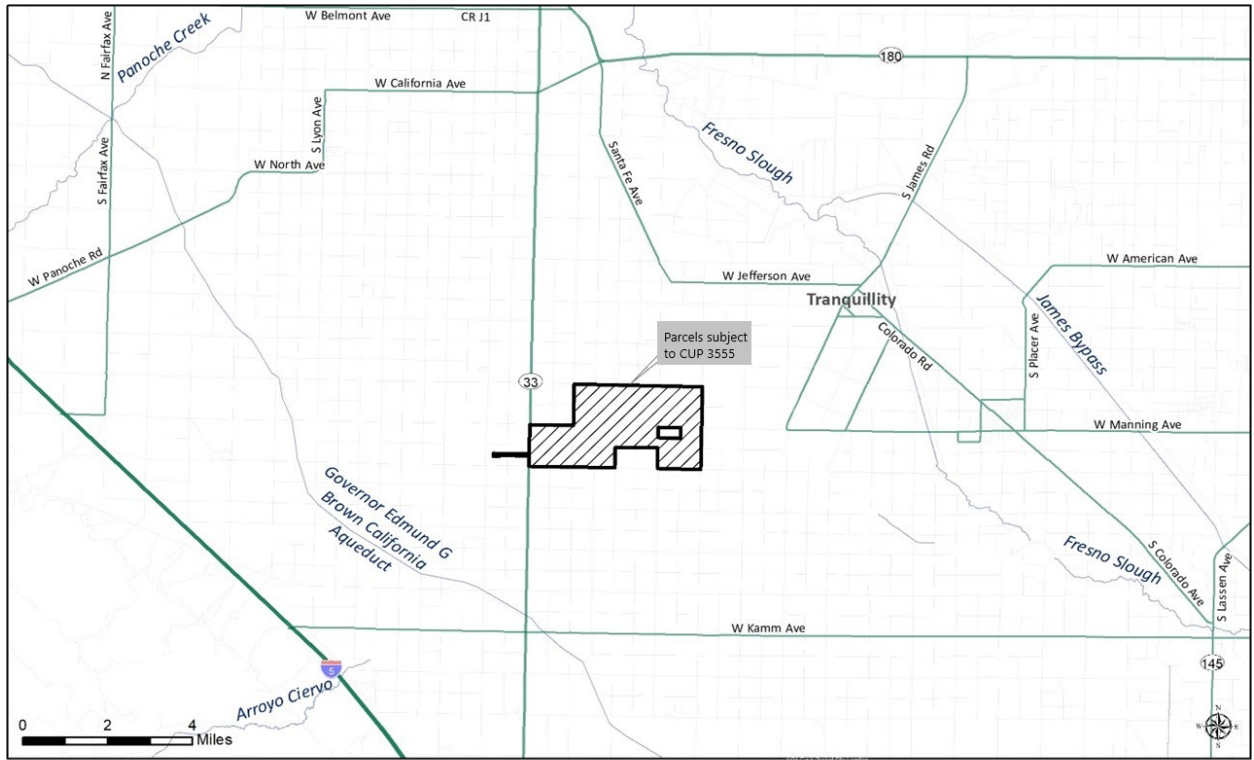 W Belmont Ave
CR J1
N Fairfax Ave
Panoche Creek
180
W California Ave
S Lyon Ave
Santa Fe Ave
Fresno Slough
S James Rd
S Fairfax Ave
W North Ave
W Panoche Rd
W Jefferson Ave
W American Ave
Tranquillity
James Bypass
Colorado Rd
S Placer Ave
Parcels subject
to CUP 3555
33
W Manning Ave
Governor Edmund G
Brown California
Aqueduct
Fresno Slough
S Colorado Ave
S Lassen Ave
W Kamm Ave
5
145
Arroyo Ciervo
0 2 4
Miles
N
W E
S